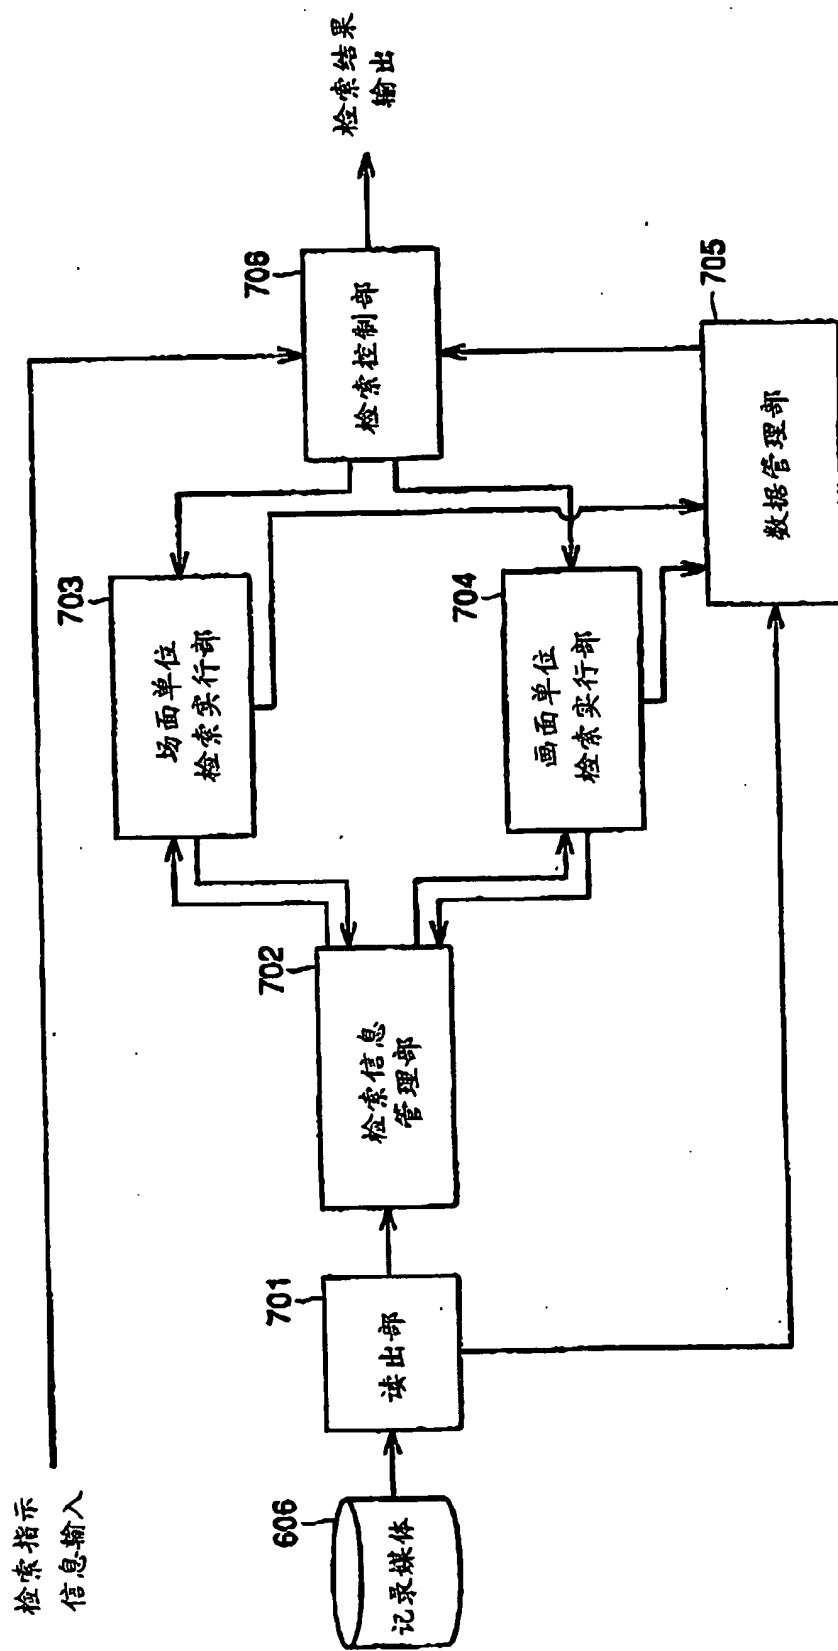 检索指示
信息输入
703
场面单位
检索实行部
606
记录媒体
701
读出部
702
检索信息
管理部
706
检索控制部
检索结果
输出
704
画面单位
检索实行部
705
数据管理部